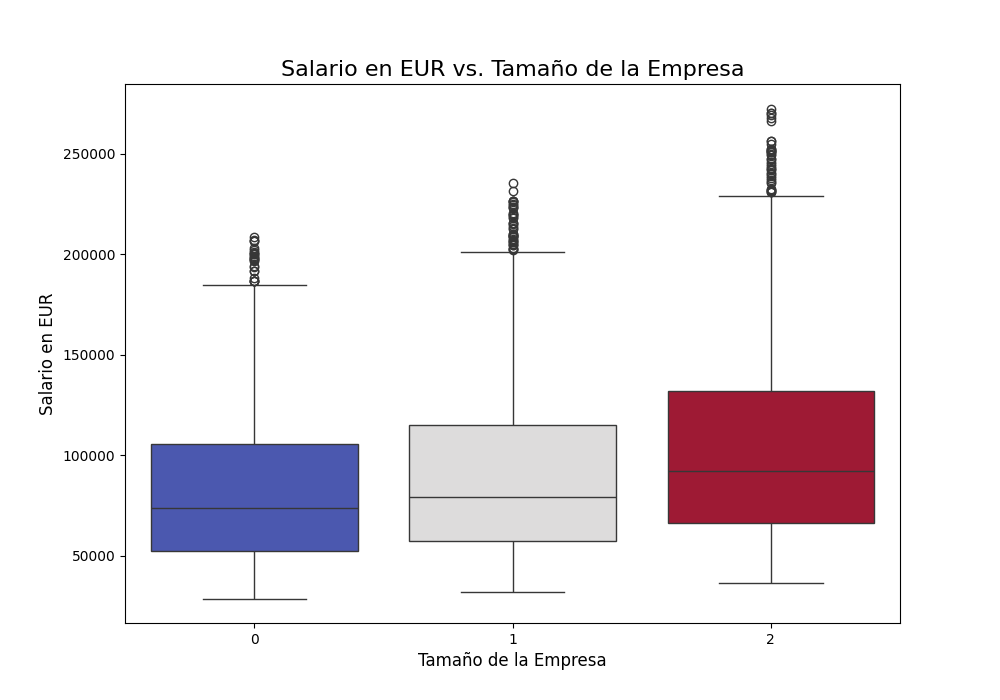 Salario en EUR vs. Tamaño de la Empresa
250000
200000
150000
100000
50000
Salario en EUR
0 1 2
Tamaño de la Empresa